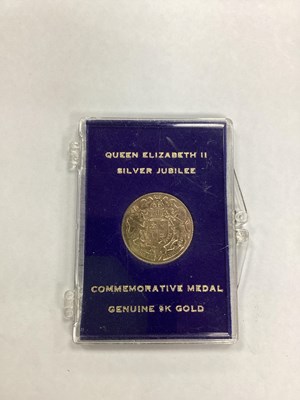 QUEEN ELIZABETH II
SILVER JUBILEE
COMMEMORATIVE MEDAL
GENUINE 9K GOLD